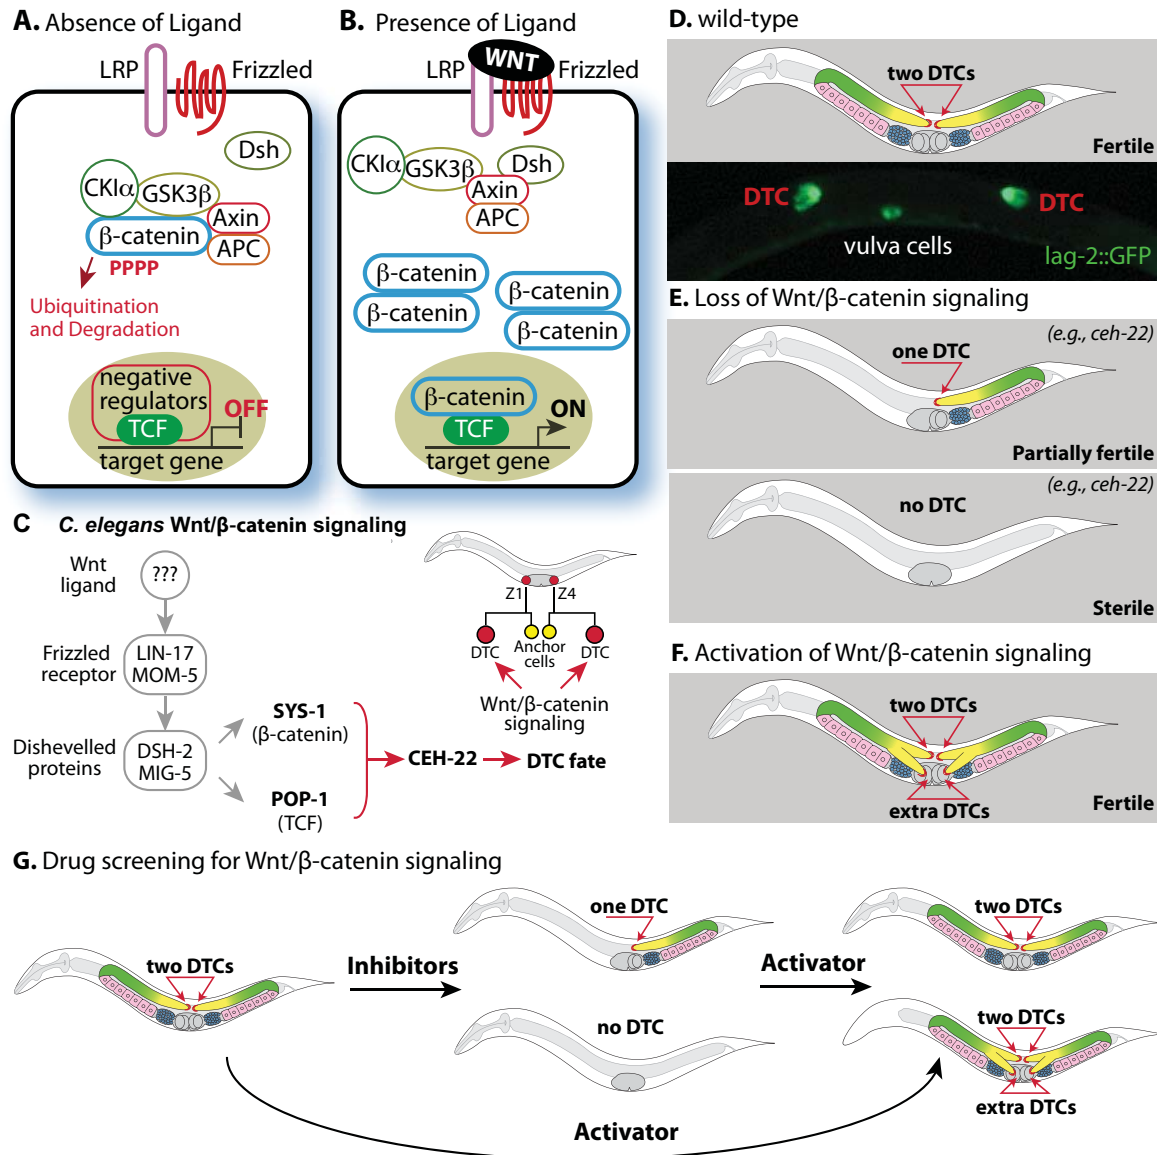 A. Absence of Ligand
LRP
Frizzled
Dsh
CKIα
GSK3β
Axin
β-catenin
APC
PPPP
Ubiquitination
and Degradation
negative
regulators
OFF
TCF
target gene
B. Presence of Ligand
WNT
LRP
Frizzled
CKIα
GSK3β
Dsh
Axin
APC
β-catenin
β-catenin
β-catenin
β-catenin
β-catenin
ON
TCF
target gene
C C. elegans Wnt/β-catenin signaling
Wnt
ligand
???
Frizzled
receptor
LIN-17
MOM-5
Dishevelled
proteins
DSH-2
MIG-5
SYS-1
(β-catenin)
POP-1
(TCF)
CEH-22
DTC fate
Z1
Z4
DTC
Anchor
cells
DTC
Wnt/β-catenin
signaling
D. wild-type
two DTCs
Fertile
DTC
DTC
vulva cells
lag-2::GFP
E. Loss of Wnt/β-catenin signaling
(e.g., ceh-22)
one DTC
Partially fertile
(e.g., ceh-22)
no DTC
Sterile
F. Activation of Wnt/β-catenin signaling
two DTCs
extra DTCs
Fertile
G. Drug screening for Wnt/β-catenin signaling
two DTCs
Inhibitors
one DTC
no DTC
Activator
two DTCs
two DTCs
extra DTCs
Activator